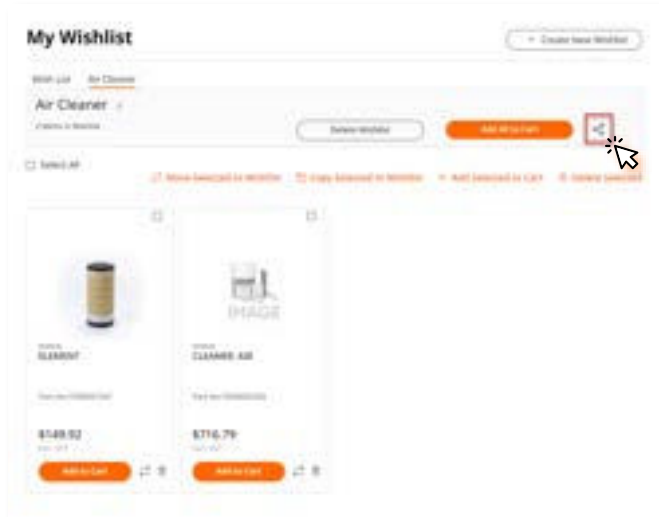 My Wishlist
+ Create New Wishlist
Wish List Air Cleaner
Air Cleaner
Delete Wishlist
Add All to Cart
Select All
Move Selected to Wishlist Copy Selected to Wishlist + Add Selected to Cart Delete Selected
IMAGE
ELEMENT
CLEANER AIR
$149.92
$716.79
Add to Cart
Add to Cart